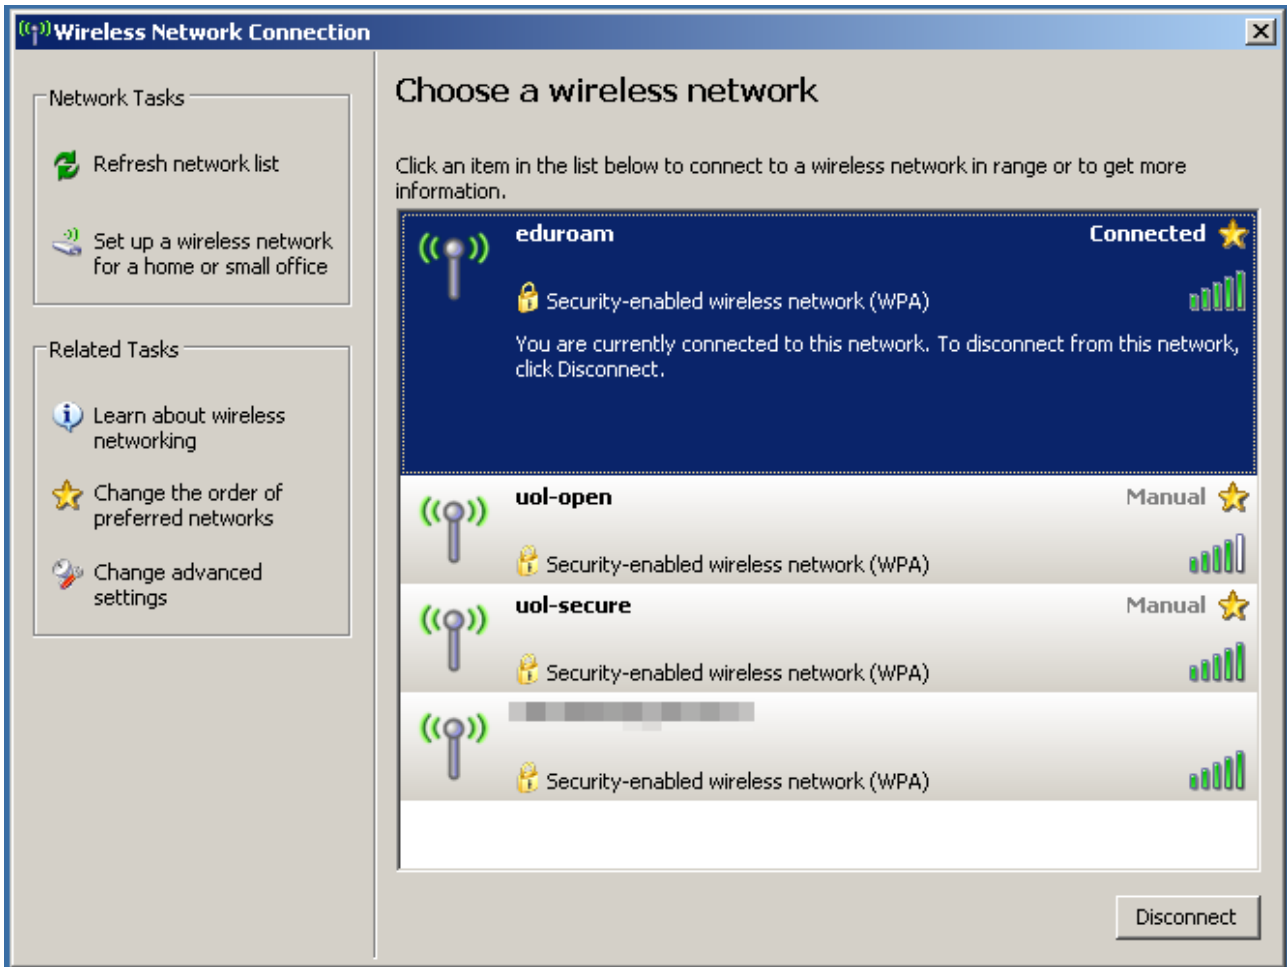 Wireless Network Connection
Network Tasks
Refresh network list
Set up a wireless network
for a home or small office
Related Tasks
Learn about wireless
networking
Change the order of
preferred networks
Change advanced
settings
Choose a wireless network
Click an item in the list below to connect to a wireless network in range or to get more
information.
eduroam Connected
Security-enabled wireless network (WPA)
You are currently connected to this network. To disconnect from this network,
click Disconnect.
uol-open Manual
Security-enabled wireless network (WPA)
uol-secure Manual
Security-enabled wireless network (WPA)
Security-enabled wireless network (WPA)
Disconnect